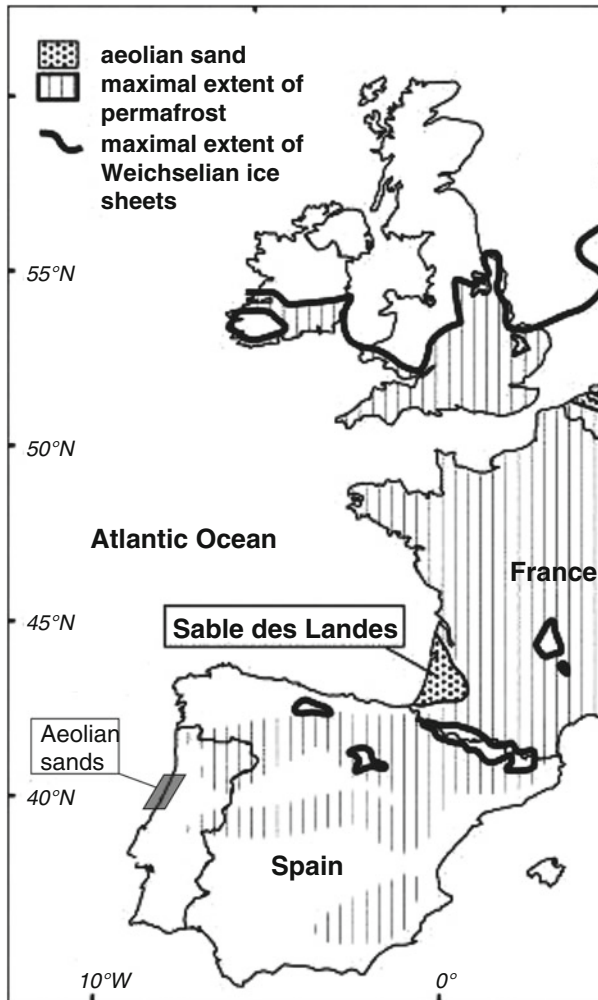 aeolian sand
maximal extent of
permafrost
maximal extent of
Weichselian ice
sheets
55°N
50°N
Atlantic Ocean
France
45°N
Sable des Landes
Aeolian
sands
40°N
Spain
10°W
0°